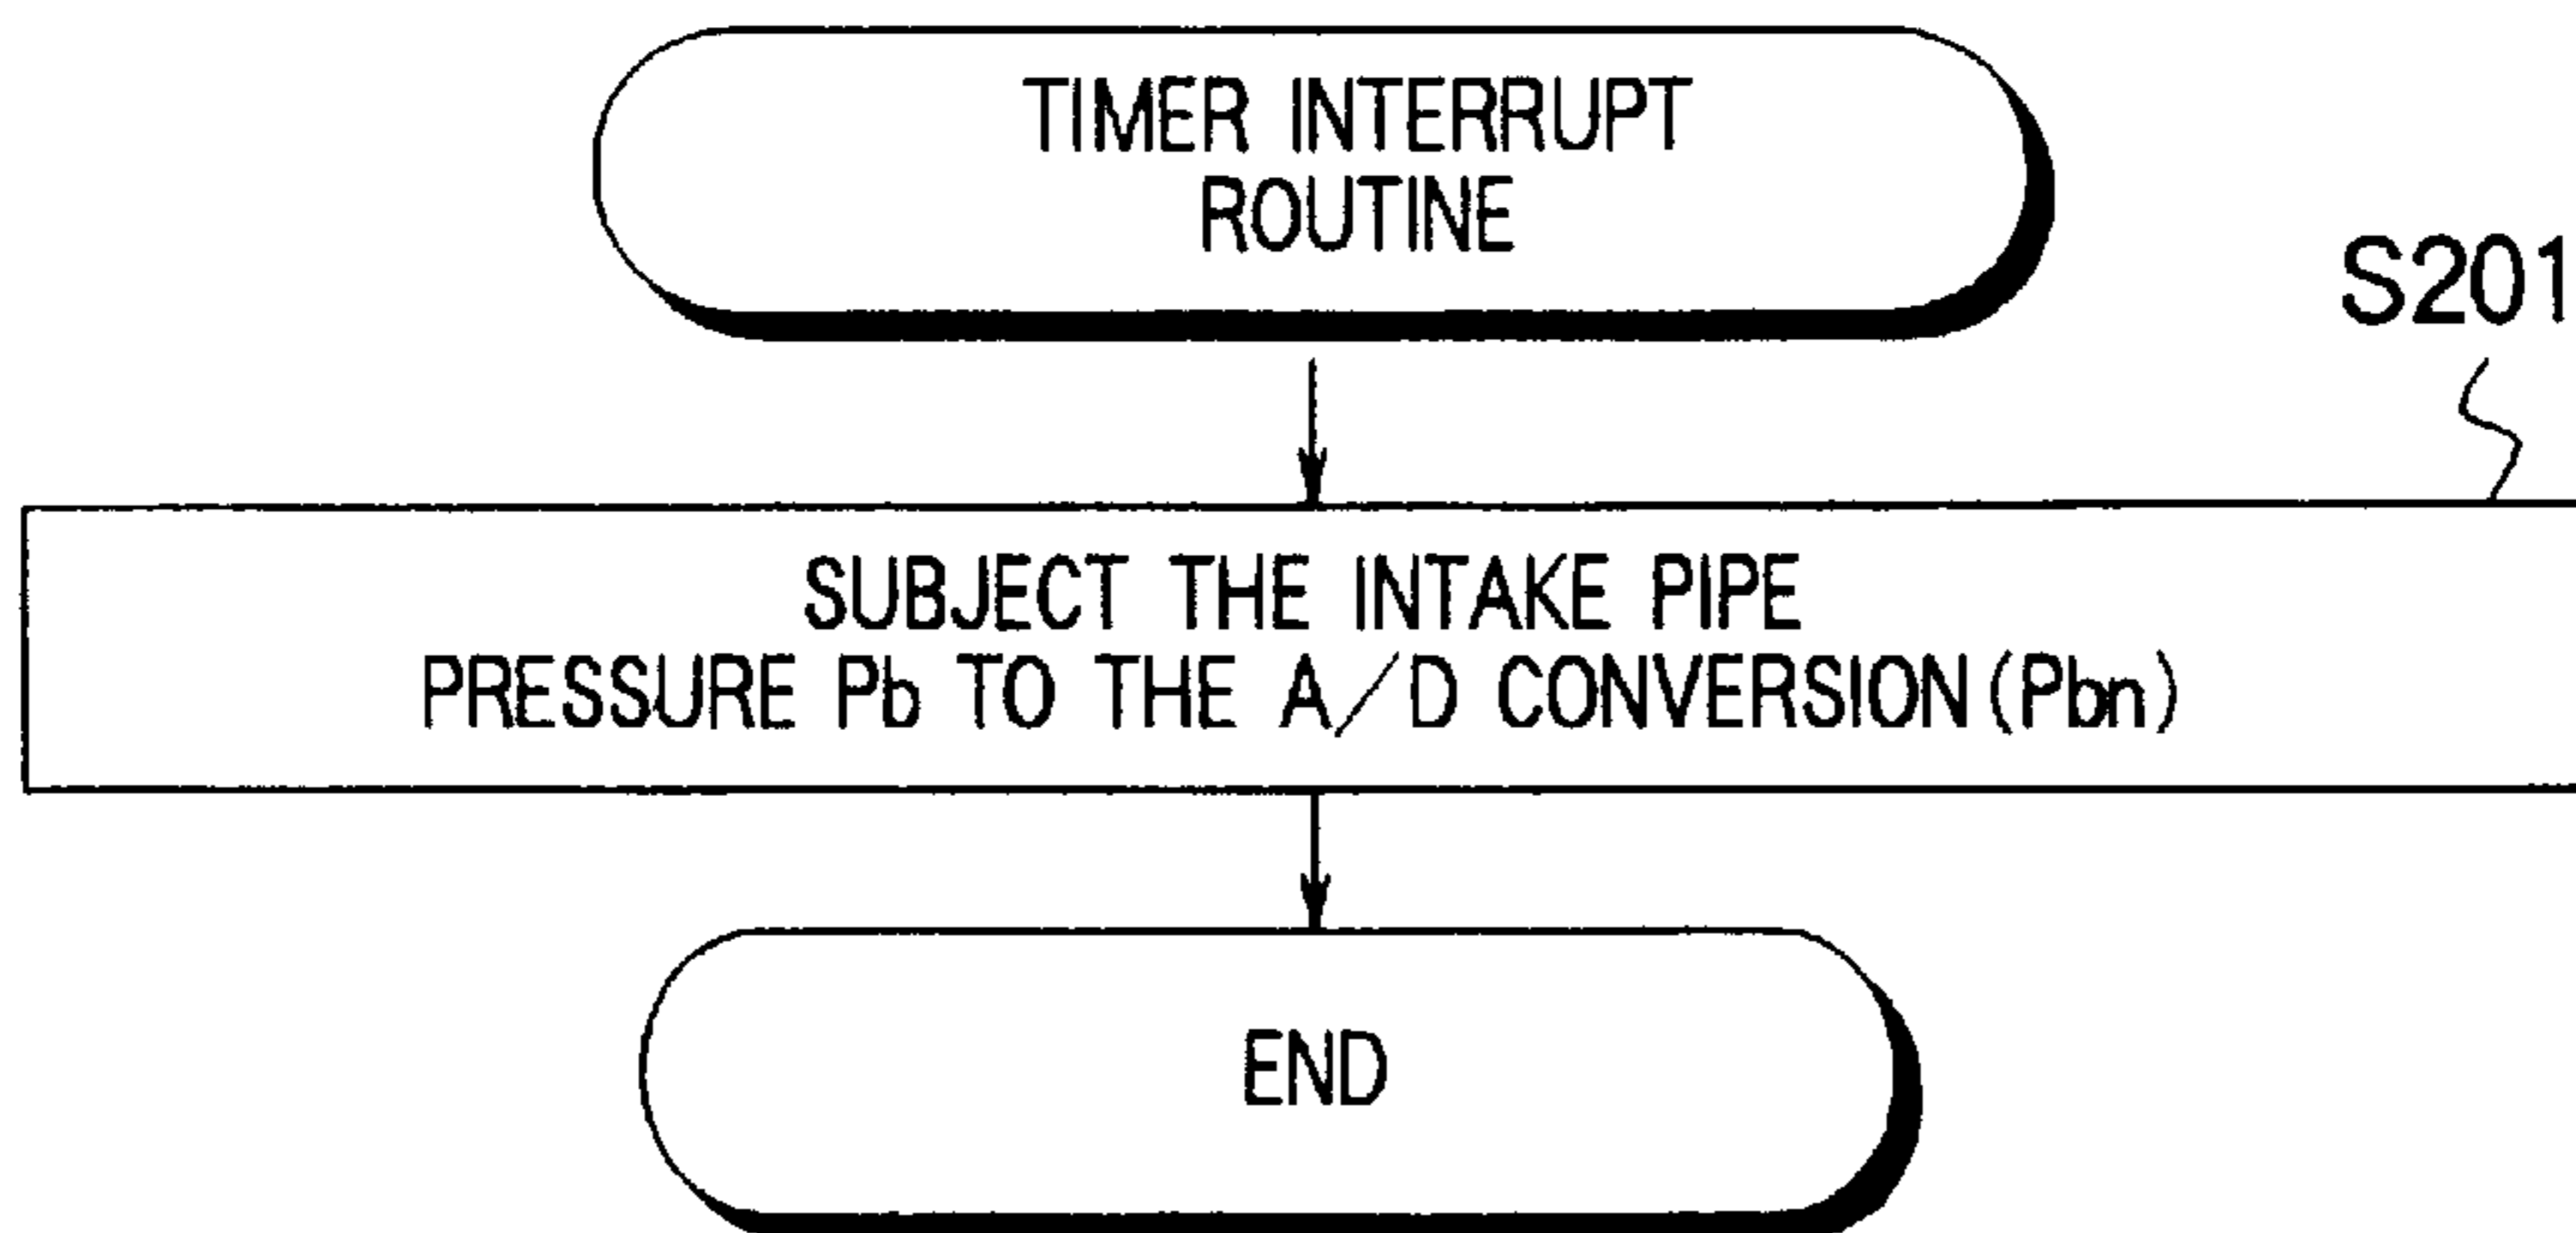 TIMER INTERRUPT
ROUTINE
S201
SUBJECT THE INTAKE PIPE
PRESSURE Pb TO THE A/D CONVERSION (Pbn)
END